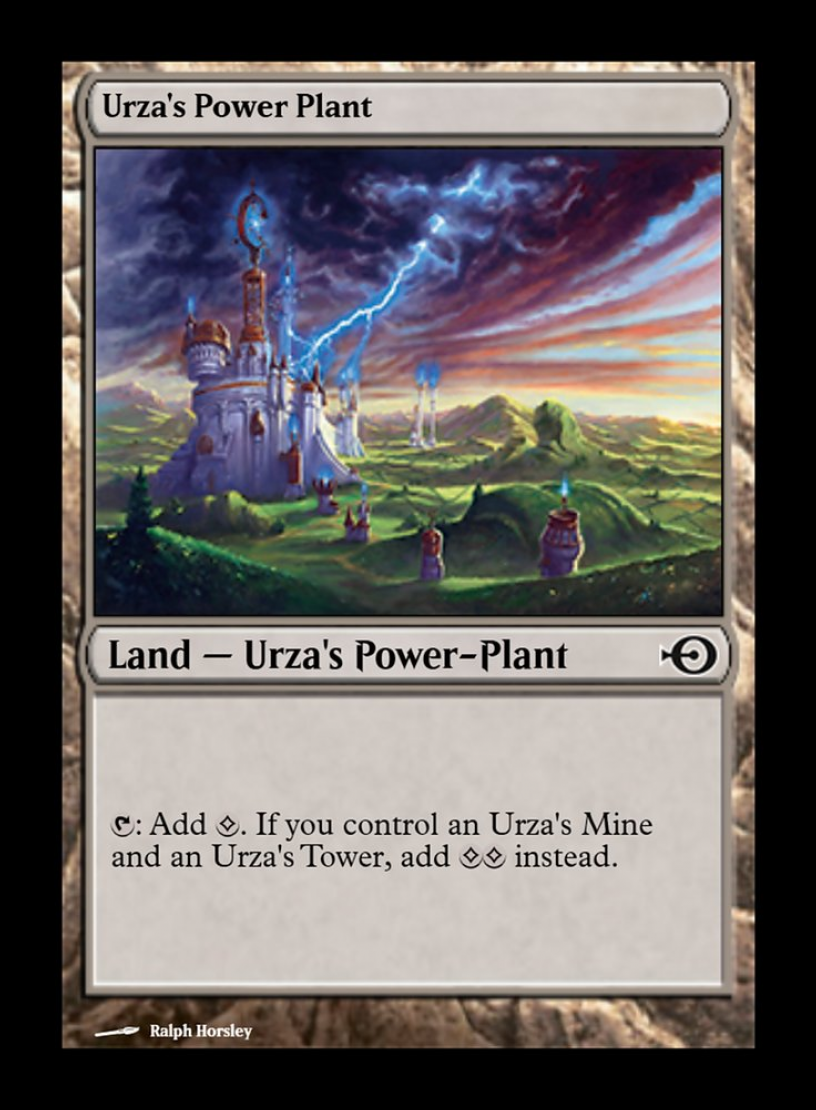 Urza's Power Plant
Land — Urza's Power-Plant
: Add . If you control an Urza's Mine
and an Urza's Tower, add instead.
Ralph Horsley